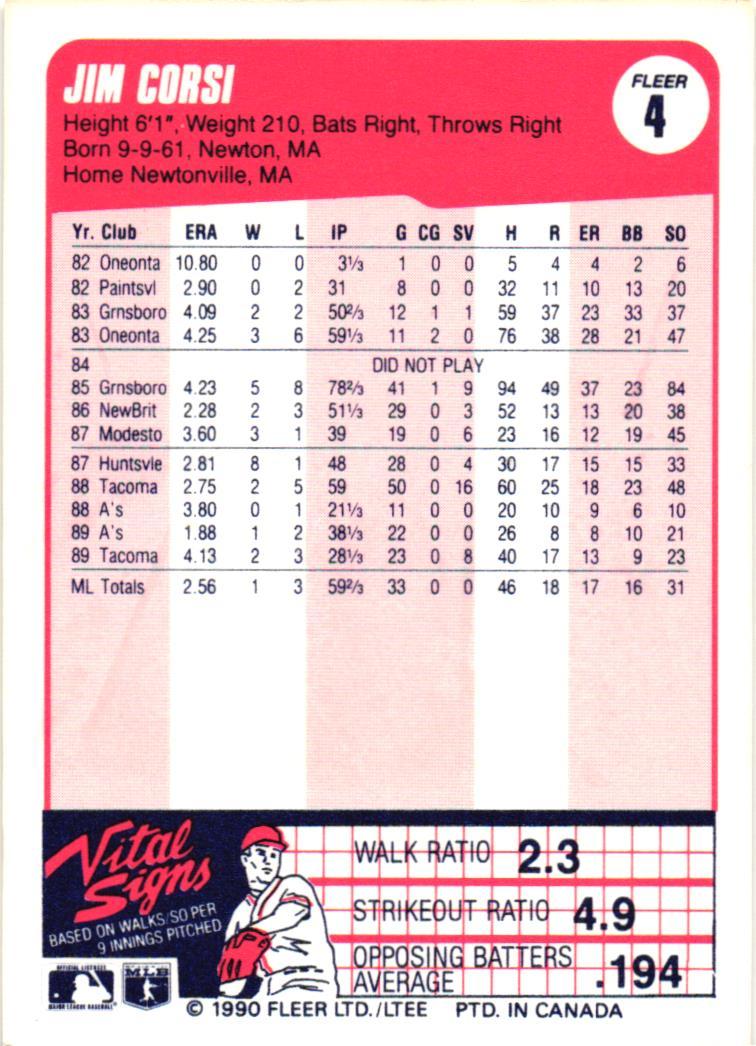 JIM CORSI
FLEER
4
Height 6'1", Weight 210, Bats Right, Throws Right
Born 9-9-61, Newton, MA
Home Newtonville, MA
Yr. Club ERA W L IP G CG SV H R ER BB SO
82 Oneonta 10.80 0 0 3⅓ 1 0 0 5 4 4 2 6
82 Paintsvl 2.90 0 2 31 8 0 0 32 11 10 13 20
83 Grnsboro 4.09 2 2 50⅔ 12 1 1 59 37 23 33 37
83 Oneonta 4.25 3 6 59⅓ 11 2 0 76 38 28 21 47
84 DID NOT PLAY
85 Grnsboro 4.23 5 8 78⅔ 41 1 9 94 49 37 23 84
86 NewBrit 2.28 2 3 51⅓ 29 0 3 52 13 13 20 38
87 Modesto 3.60 3 1 39 19 0 6 23 16 12 19 45
87 Huntsvle 2.81 8 1 48 28 0 4 30 17 15 15 33
88 Tacoma 2.75 2 5 59 50 0 16 60 25 18 23 48
88 A's 3.80 0 1 21⅓ 11 0 0 20 10 9 6 10
89 A's 1.88 1 2 38⅓ 22 0 0 26 8 8 10 21
89 Tacoma 4.13 2 3 28⅓ 23 0 8 40 17 13 9 23
ML Totals 2.56 1 3 59⅔ 33 0 0 46 18 17 16 31
Vital
Signs
BASED ON WALKS/SO PER
9 INNINGS PITCHED
WALK RATIO 2.3
STRIKEOUT RATIO 4.9
OPPOSING BATTERS
AVERAGE .194
OFFICIAL LICENSEE
MAJOR LEAGUE BASEBALL
MLB
© 1990 FLEER LTD./LTEE PTD. IN CANADA